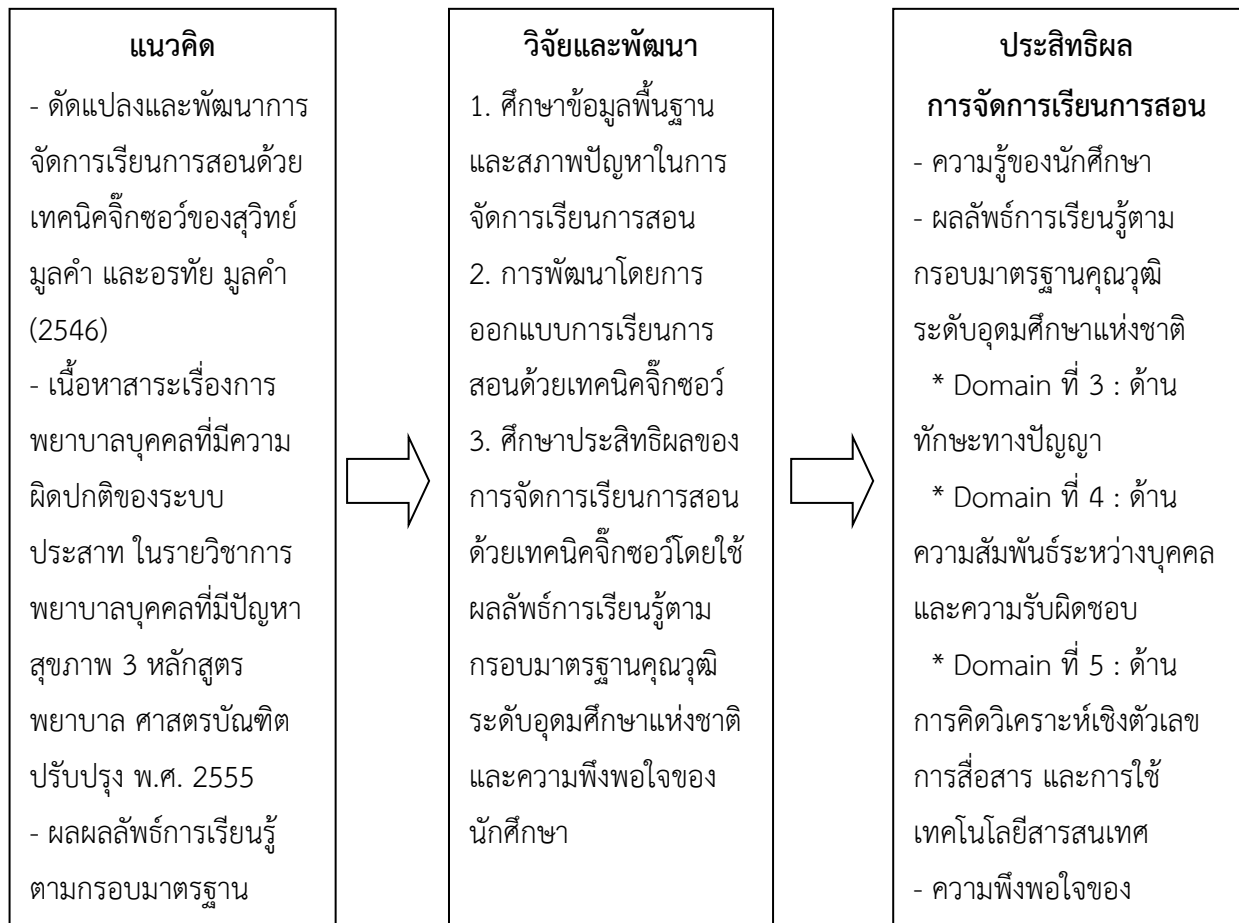 แนวคิด
- ดัดแปลงและพัฒนาการ
จัดการเรียนการสอนด้วย
เทคนิคจิ๊กซอว์ของสุวิทย์
มูลคำ และอรทัย มูลคำ
(2546)
- เนื้อหาสาระเรื่องการ
พยาบาลบุคคลที่มีความ
ผิดปกติของระบบ
ประสาท ในรายวิชาการ
พยาบาลบุคคลที่มีปัญหา
สุขภาพ 3 หลักสูตร
พยาบาล ศาสตรบัณฑิต
ปรับปรุง พ.ศ. 2555
- ผลผลลัพธ์การเรียนรู้
ตามกรอบมาตรฐาน
วิจัยและพัฒนา
1. ศึกษาข้อมูลพื้นฐาน
และสภาพปัญหาในการ
จัดการเรียนการสอน
2. การพัฒนาโดยการ
ออกแบบการเรียนการ
สอนด้วยเทคนิคจิ๊กซอว์
3. ศึกษาประสิทธิผลของ
การจัดการเรียนการสอน
ด้วยเทคนิคจิ๊กซอว์โดยใช้
ผลลัพธ์การเรียนรู้ตาม
กรอบมาตรฐานคุณวุฒิ
ระดับอุดมศึกษาแห่งชาติ
และความพึงพอใจของ
นักศึกษา
ประสิทธิผล
การจัดการเรียนการสอน
- ความรู้ของนักศึกษา
- ผลลัพธ์การเรียนรู้ตาม
กรอบมาตรฐานคุณวุฒิ
ระดับอุดมศึกษาแห่งชาติ
* Domain ที่ 3 : ด้าน
ทักษะทางปัญญา
* Domain ที่ 4 : ด้าน
ความสัมพันธ์ระหว่างบุคคล
และความรับผิดชอบ
* Domain ที่ 5 : ด้าน
การคิดวิเคราะห์เชิงตัวเลข
การสื่อสาร และการใช้
เทคโนโลยีสารสนเทศ
- ความพึงพอใจของ